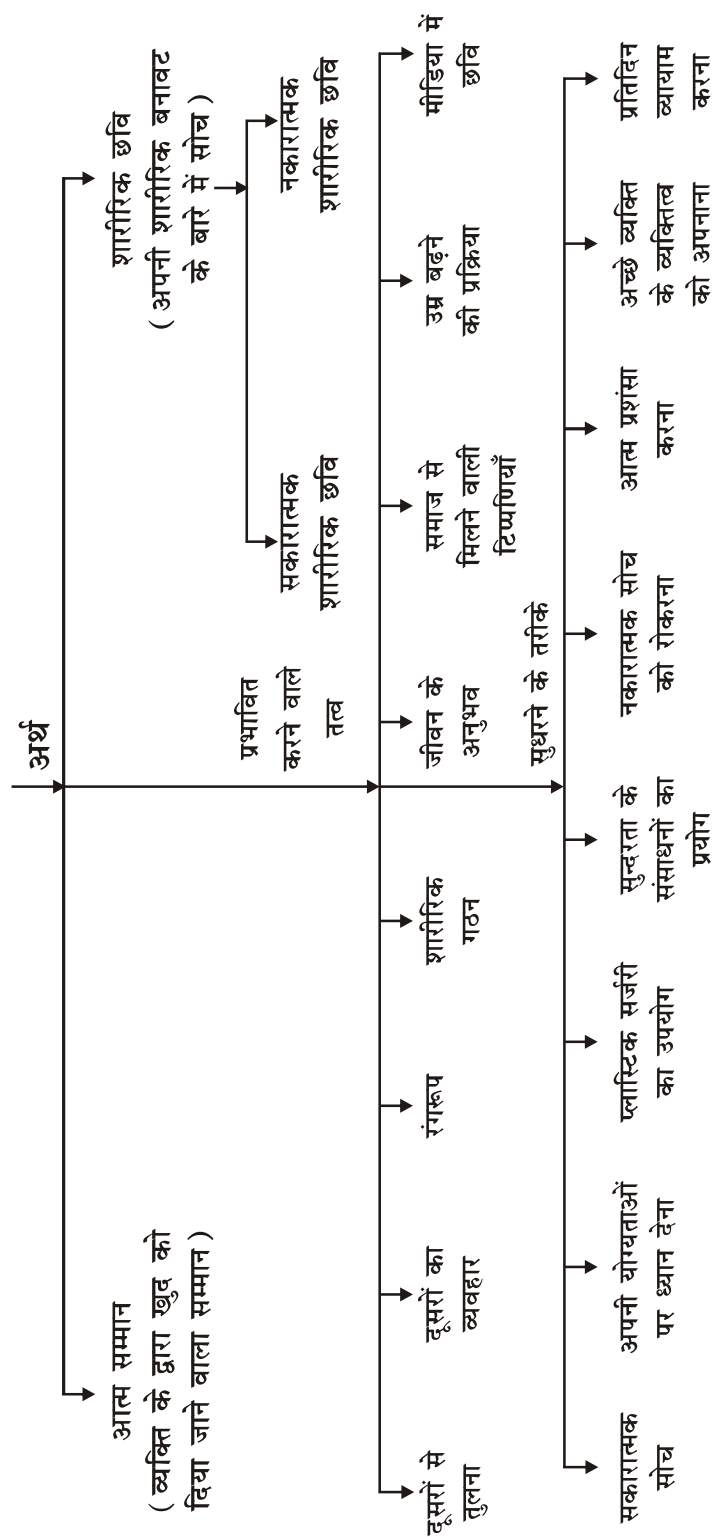 अर्थ
आत्म सम्मान
( व्यक्ति के द्वारा खुद को
दिया जाने वाला सम्मान )
शारीरिक छवि
( अपनी शारीरिक बनावट
के बारे में सोच )
सकारात्मक
शारीरिक छवि
नकारात्मक
शारीरिक छवि
प्रभावित
करने वाले
तत्व
दूसरों से
तुलना
दूसरों का
व्यवहार
रंगरूप
शारीरिक
गठन
जीवन के
अनुभव
समाज से
मिलने वाली
टिप्पणियाँ
उम्र बढ़ने
की प्रक्रिया
मीडिया में
छवि
सुधरने के तरीके
सकारात्मक
सोच
अपनी योग्यताओं
पर ध्यान देना
प्लास्टिक सर्जरी
का उपयोग
सुन्दरता के
संसाधनों का
प्रयोग
नकारात्मक सोच
को रोकरना
आत्म प्रशंसा
करना
अच्छे व्यक्ति
के व्यक्तित्व
को अपनाना
प्रतिदिन
व्यायाम
करना